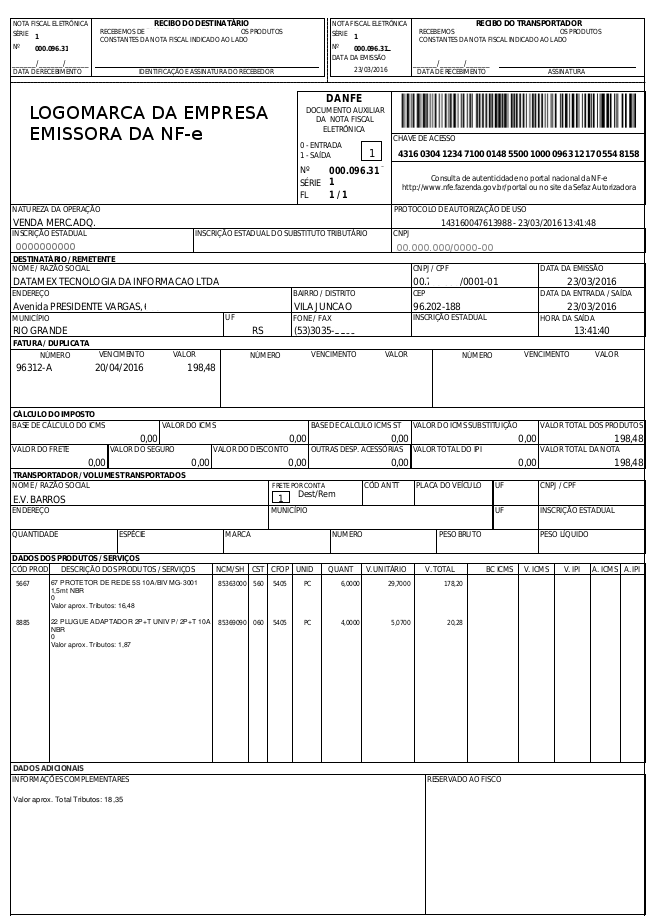 NOTA FISCAL ELETRÔNICA
SÉRIE 1
Nº 000.096.31
___/___/___
DATA DE RECEBIMENTO
RECIBO DO DESTINATÁRIO
RECEBEMOS DE OS PRODUTOS
CONSTANTES DA NOTA FISCAL INDICADO AO LADO
IDENTIFICAÇÃO E ASSINATURA DO RECEBEDOR
NOTA FISCAL ELETRÔNICA
SÉRIE 1
Nº 000.096.31
DATA DA EMISSÃO
23/03/2016
RECIBO DO TRANSPORTADOR
RECEBEMOS OS PRODUTOS
CONSTANTES DA NOTA FISCAL INDICADO AO LADO
___/___/___
DATA DE RECEBIMENTO ASSINATURA
LOGOMARCA DA EMPRESA
EMISSORA DA NF-e
DANFE
DOCUMENTO AUXILIAR
DA NOTA FISCAL
ELETRÔNICA
0 - ENTRADA
1 - SAÍDA 1
Nº 000.096.31
SÉRIE 1
FL 1 / 1
CHAVE DE ACESSO
4316 0304 1234 7100 0148 5500 1000 0963 1217 0554 8158
Consulta de autenticidade no portal nacional da NF-e
http://www.nfe.fazenda.gov.br/portal ou no site da Sefaz Autorizadora
NATUREZA DA OPERAÇÃO PROTOCOLO DE AUTORIZAÇÃO DE USO
VENDA MERC.ADQ. 143160047613988 - 23/03/2016 13:41:48
INSCRIÇÃO ESTADUAL INSCRIÇÃO ESTADUAL DO SUBSTITUTO TRIBUTÁRIO CNPJ
0000000000 00.000.000/0000-00
DESTINATÁRIO / REMETENTE
NOME / RAZÃO SOCIAL CNPJ / CPF DATA DA EMISSÃO
DATAMEX TECNOLOGIA DA INFORMACAO LTDA 00. /0001-01 23/03/2016
ENDEREÇO BAIRRO / DISTRITO CEP DATA DA ENTRADA / SAÍDA
Avenida PRESIDENTE VARGAS, VILA JUNCAO 96.202-188 23/03/2016
MUNICÍPIO UF FONE / FAX INSCRIÇÃO ESTADUAL HORA DA SAÍDA
RIO GRANDE RS (53)3035- 13:41:40
FATURA / DUPLICATA
NÚMERO VENCIMENTO VALOR NÚMERO VENCIMENTO VALOR NÚMERO VENCIMENTO VALOR
96312-A 20/04/2016 198,48
CÁLCULO DO IMPOSTO
BASE DE CÁLCULO DO ICMS VALOR DO ICMS BASE DE CALCULO ICMS ST VALOR DO ICMS SUBSTITUIÇÃO VALOR TOTAL DOS PRODUTOS
0,00 0,00 0,00 0,00 198,48
VALOR DO FRETE VALOR DO SEGURO VALOR DO DESCONTO OUTRAS DESP. ACESSÓRIAS VALOR TOTAL DO IPI VALOR TOTAL DA NOTA
0,00 0,00 0,00 0,00 0,00 198,48
TRANSPORTADOR / VOLUMES TRANSPORTADOS
NOME / RAZÃO SOCIAL FRETE POR CONTA CÓD ANTT PLACA DO VEÍCULO UF CNPJ / CPF
E.V. BARROS 1 Dest/Rem
ENDEREÇO MUNICÍPIO UF INSCRIÇÃO ESTADUAL
QUANTIDADE ESPÉCIE MARCA NUMERO PESO BRUTO PESO LÍQUIDO
DADOS DOS PRODUTOS / SERVIÇOS
CÓD PROD DESCRIÇÃO DOS PRODUTOS / SERVIÇOS NCM/SH CST CFOP UNID QUANT V.UNITÁRIO V.TOTAL BC ICMS V. ICMS V. IPI A. ICMS A. IPI
5667 67 PROTETOR DE REDE 5S 10A/BIV MG-3001 85363000 560 5405 PC 6,0000 29,7000 178,20
1,5mt NBR
0
Valor aprox. Tributos: 16,48
8885 22 PLUGUE ADAPTADOR 2P+T UNIV P/ 2P+T 10A 85369090 060 5405 PC 4,0000 5,0700 20,28
NBR
0
Valor aprox. Tributos: 1,87
DADOS ADICIONAIS
INFORMAÇÕES COMPLEMENTARES RESERVADO AO FISCO
Valor aprox. Total Tributos: 18,35